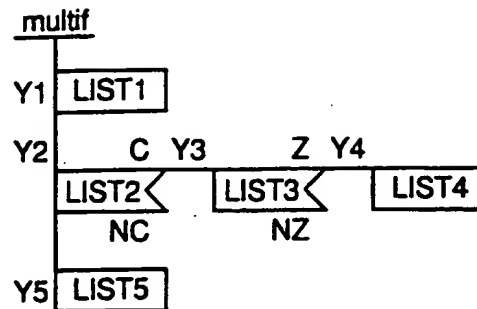 multif
Y1 LIST1
Y2 C Y3 Z Y4
LIST2 LIST3 LIST4
NC NZ
Y5 LIST5